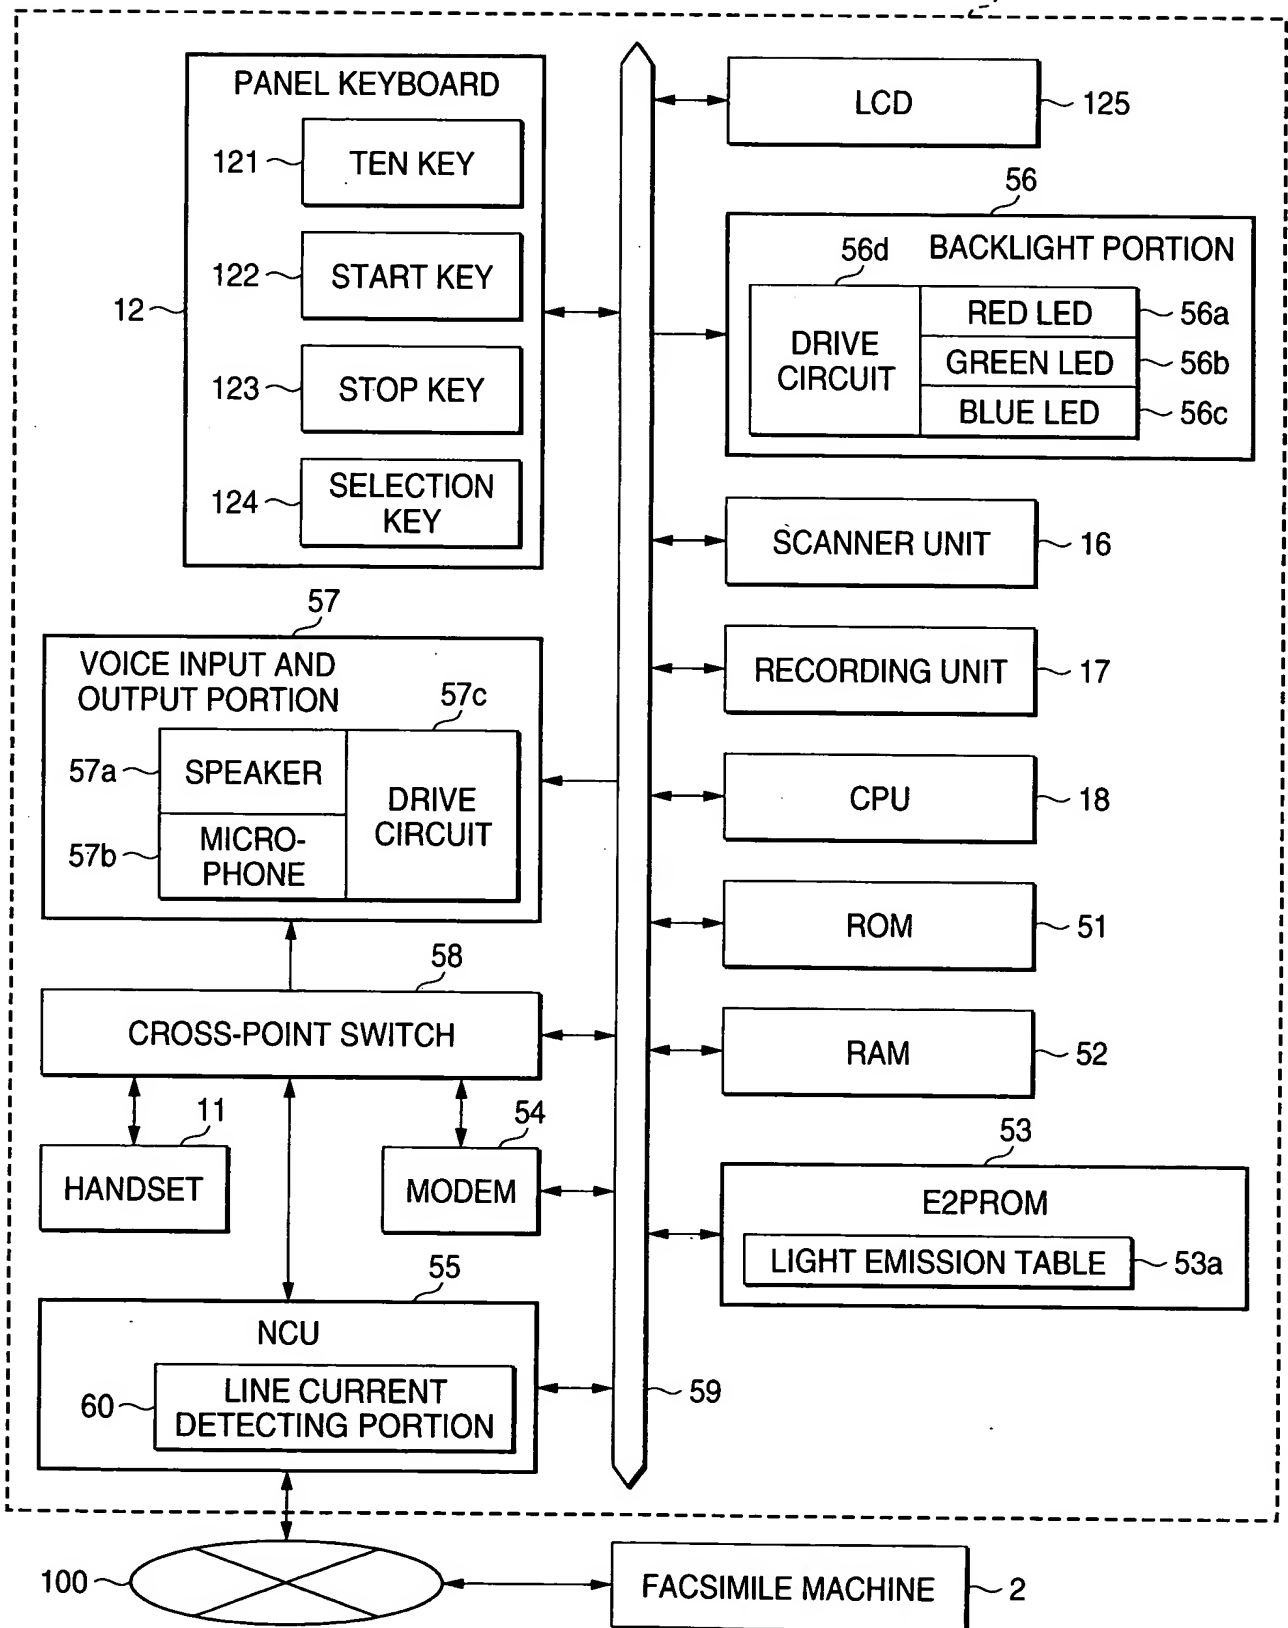 PANEL KEYBOARD
121
TEN KEY
122
START KEY
12
123
STOP KEY
124
SELECTION
KEY
57
VOICE INPUT AND
OUTPUT PORTION
57c
57a
SPEAKER
DRIVE
CIRCUIT
57b
MICRO-
PHONE
58
CROSS-POINT SWITCH
11
HANDSET
54
MODEM
55
NCU
60
LINE CURRENT
DETECTING PORTION
59
LCD
125
56
BACKLIGHT PORTION
56d
DRIVE
CIRCUIT
RED LED
56a
GREEN LED
56b
BLUE LED
56c
SCANNER UNIT
16
RECORDING UNIT
17
CPU
18
ROM
51
RAM
52
53
E2PROM
LIGHT EMISSION TABLE
53a
100
FACSIMILE MACHINE
2